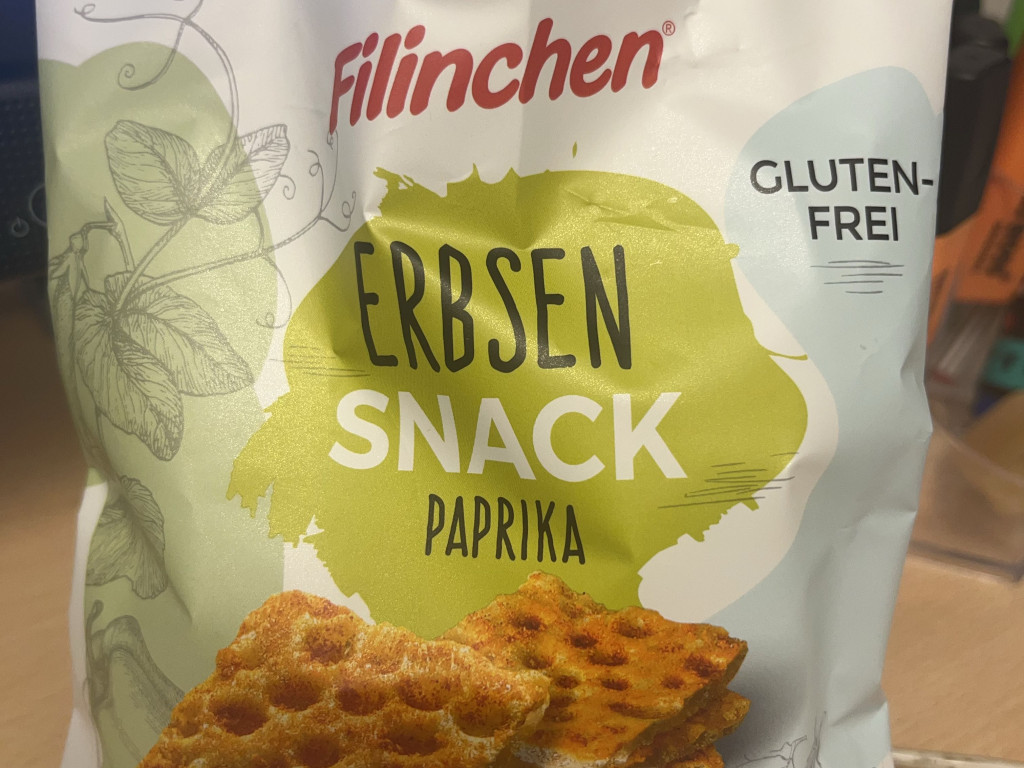 Filinchen®
GLUTEN-
FREI
ERBSEN
SNACK
PAPRIKA